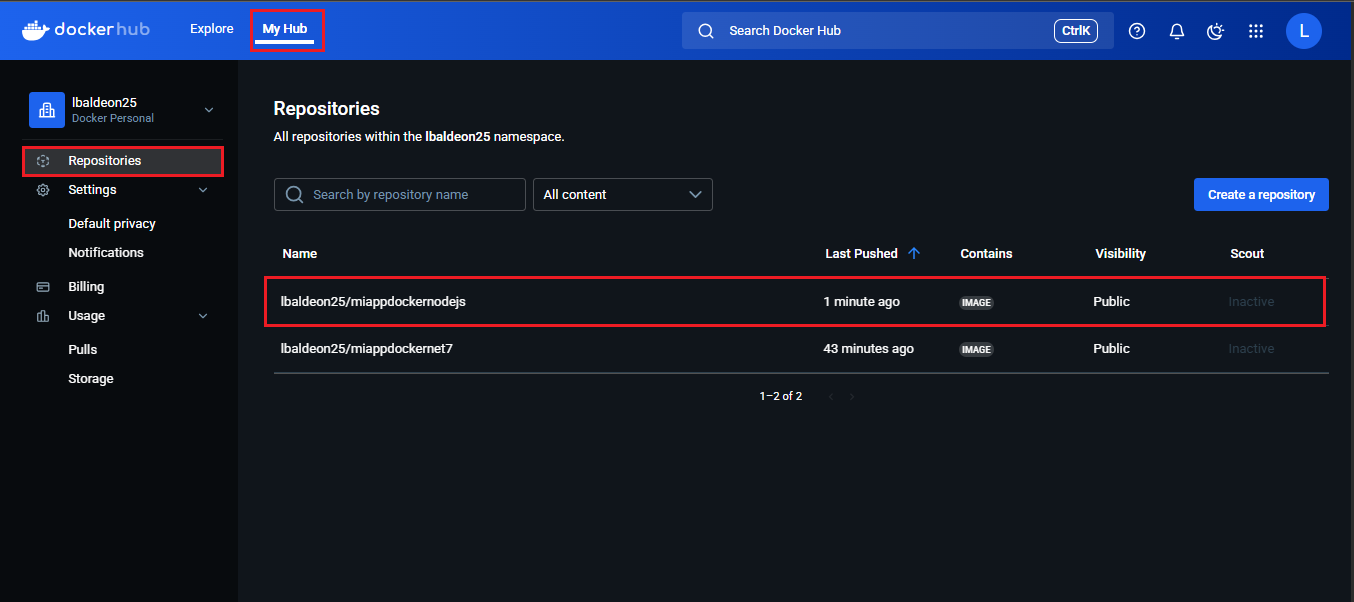 dockerhub
Explore
My Hub
Search Docker Hub
CtrlK
L
lbaldeon25
Docker Personal
Repositories
Settings
Default privacy
Notifications
Billing
Usage
Pulls
Storage
Repositories
All repositories within the lbaldeon25 namespace.
Search by repository name
All content
Create a repository
Name Last Pushed Contains Visibility Scout
lbaldeon25/miappdockernodejs 1 minute ago IMAGE Public Inactive
lbaldeon25/miappdockernet7 43 minutes ago IMAGE Public Inactive
1–2 of 2